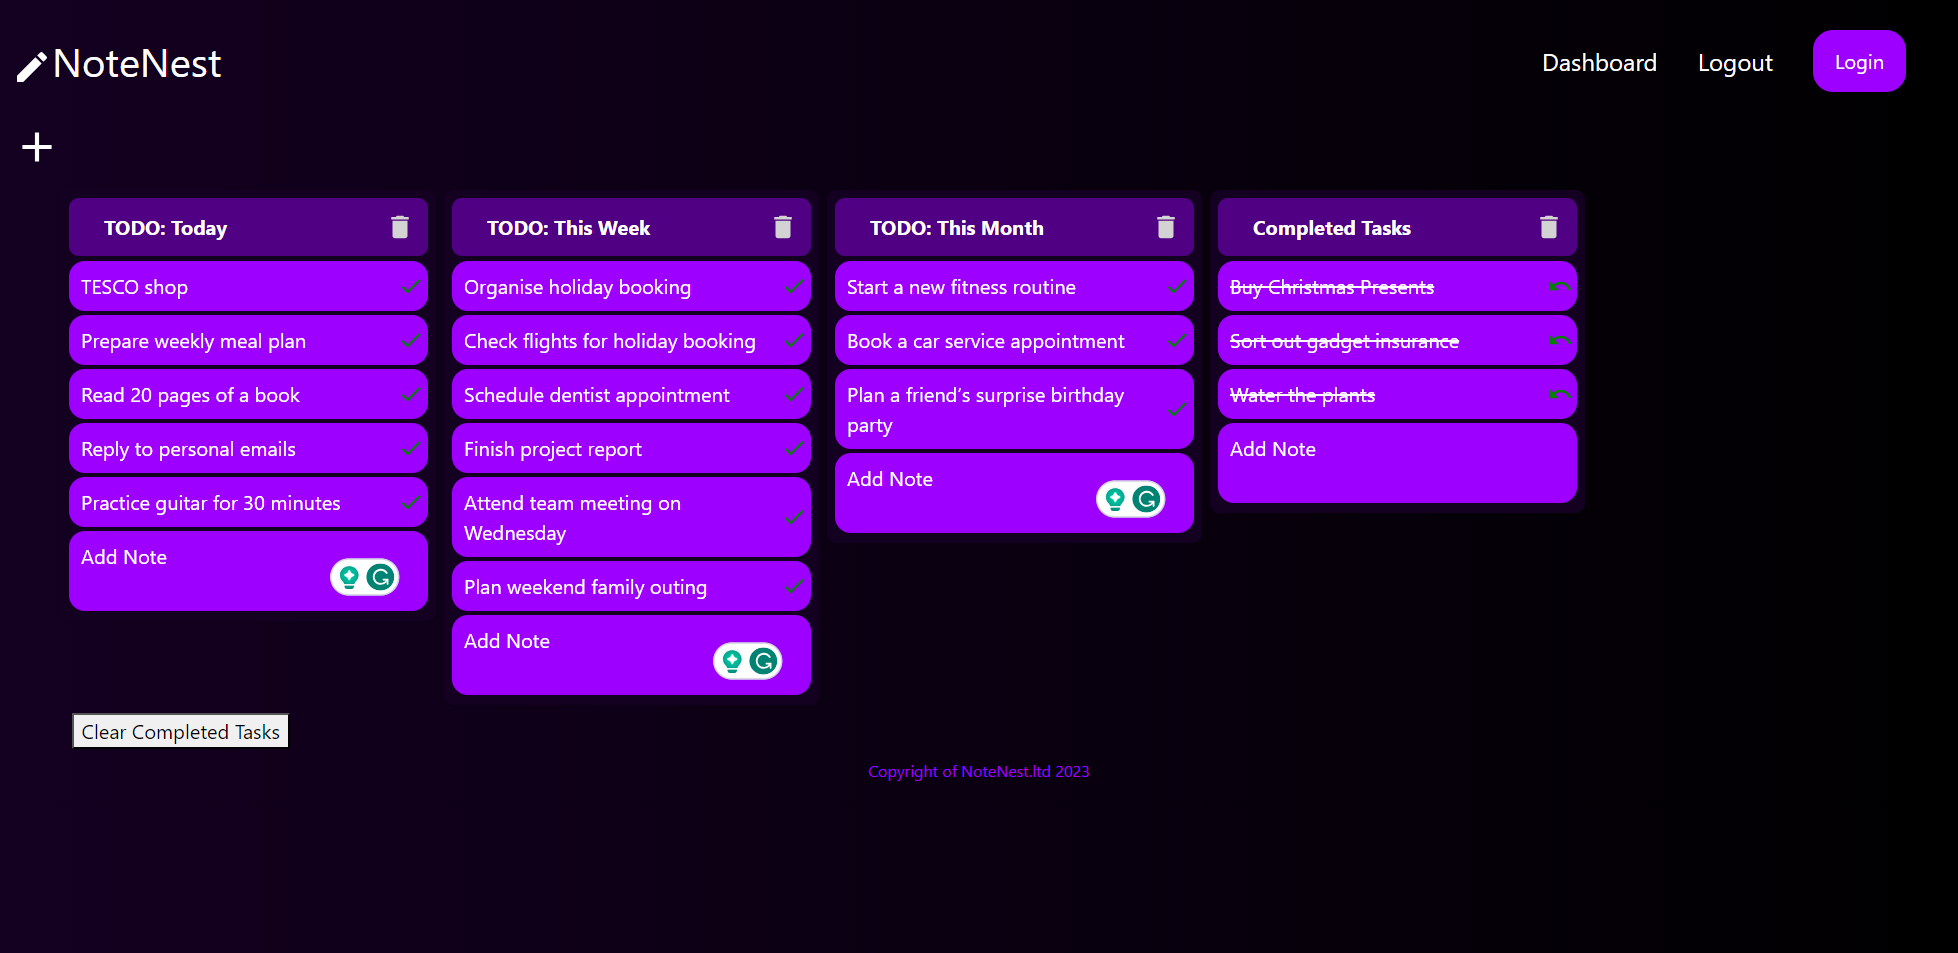 NoteNest
Dashboard
Logout
Login
TODO: Today
TESCO shop
Prepare weekly meal plan
Read 20 pages of a book
Reply to personal emails
Practice guitar for 30 minutes
Add Note
TODO: This Week
Organise holiday booking
Check flights for holiday booking
Schedule dentist appointment
Finish project report
Attend team meeting on
Wednesday
Plan weekend family outing
Add Note
TODO: This Month
Start a new fitness routine
Book a car service appointment
Plan a friend’s surprise birthday
party
Add Note
Completed Tasks
Buy Christmas Presents
Sort out gadget insurance
Water the plants
Add Note
Clear Completed Tasks
Copyright of NoteNest.ltd 2023